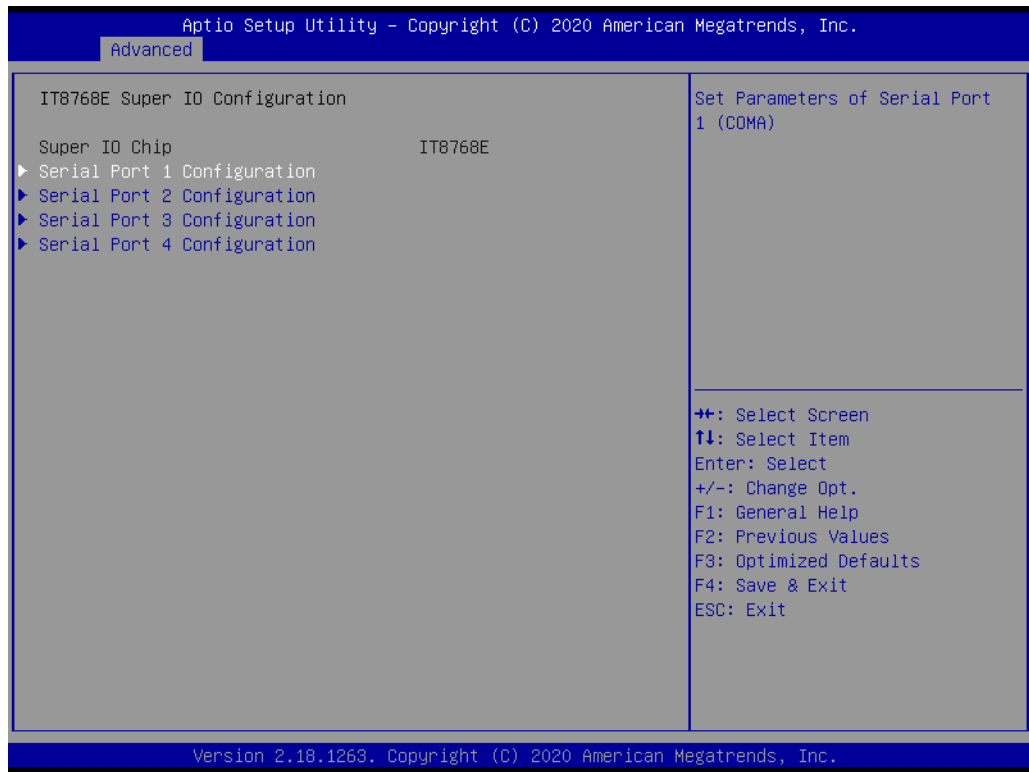 Aptio Setup Utility – Copyright (C) 2020 American Megatrends, Inc.
Advanced
IT8768E Super IO Configuration
Super IO Chip IT8768E
Serial Port 1 Configuration
Serial Port 2 Configuration
Serial Port 3 Configuration
Serial Port 4 Configuration
Set Parameters of Serial Port
1 (COMA)
→←: Select Screen
↑↓: Select Item
Enter: Select
+/-: Change Opt.
F1: General Help
F2: Previous Values
F3: Optimized Defaults
F4: Save & Exit
ESC: Exit
Version 2.18.1263. Copyright (C) 2020 American Megatrends, Inc.